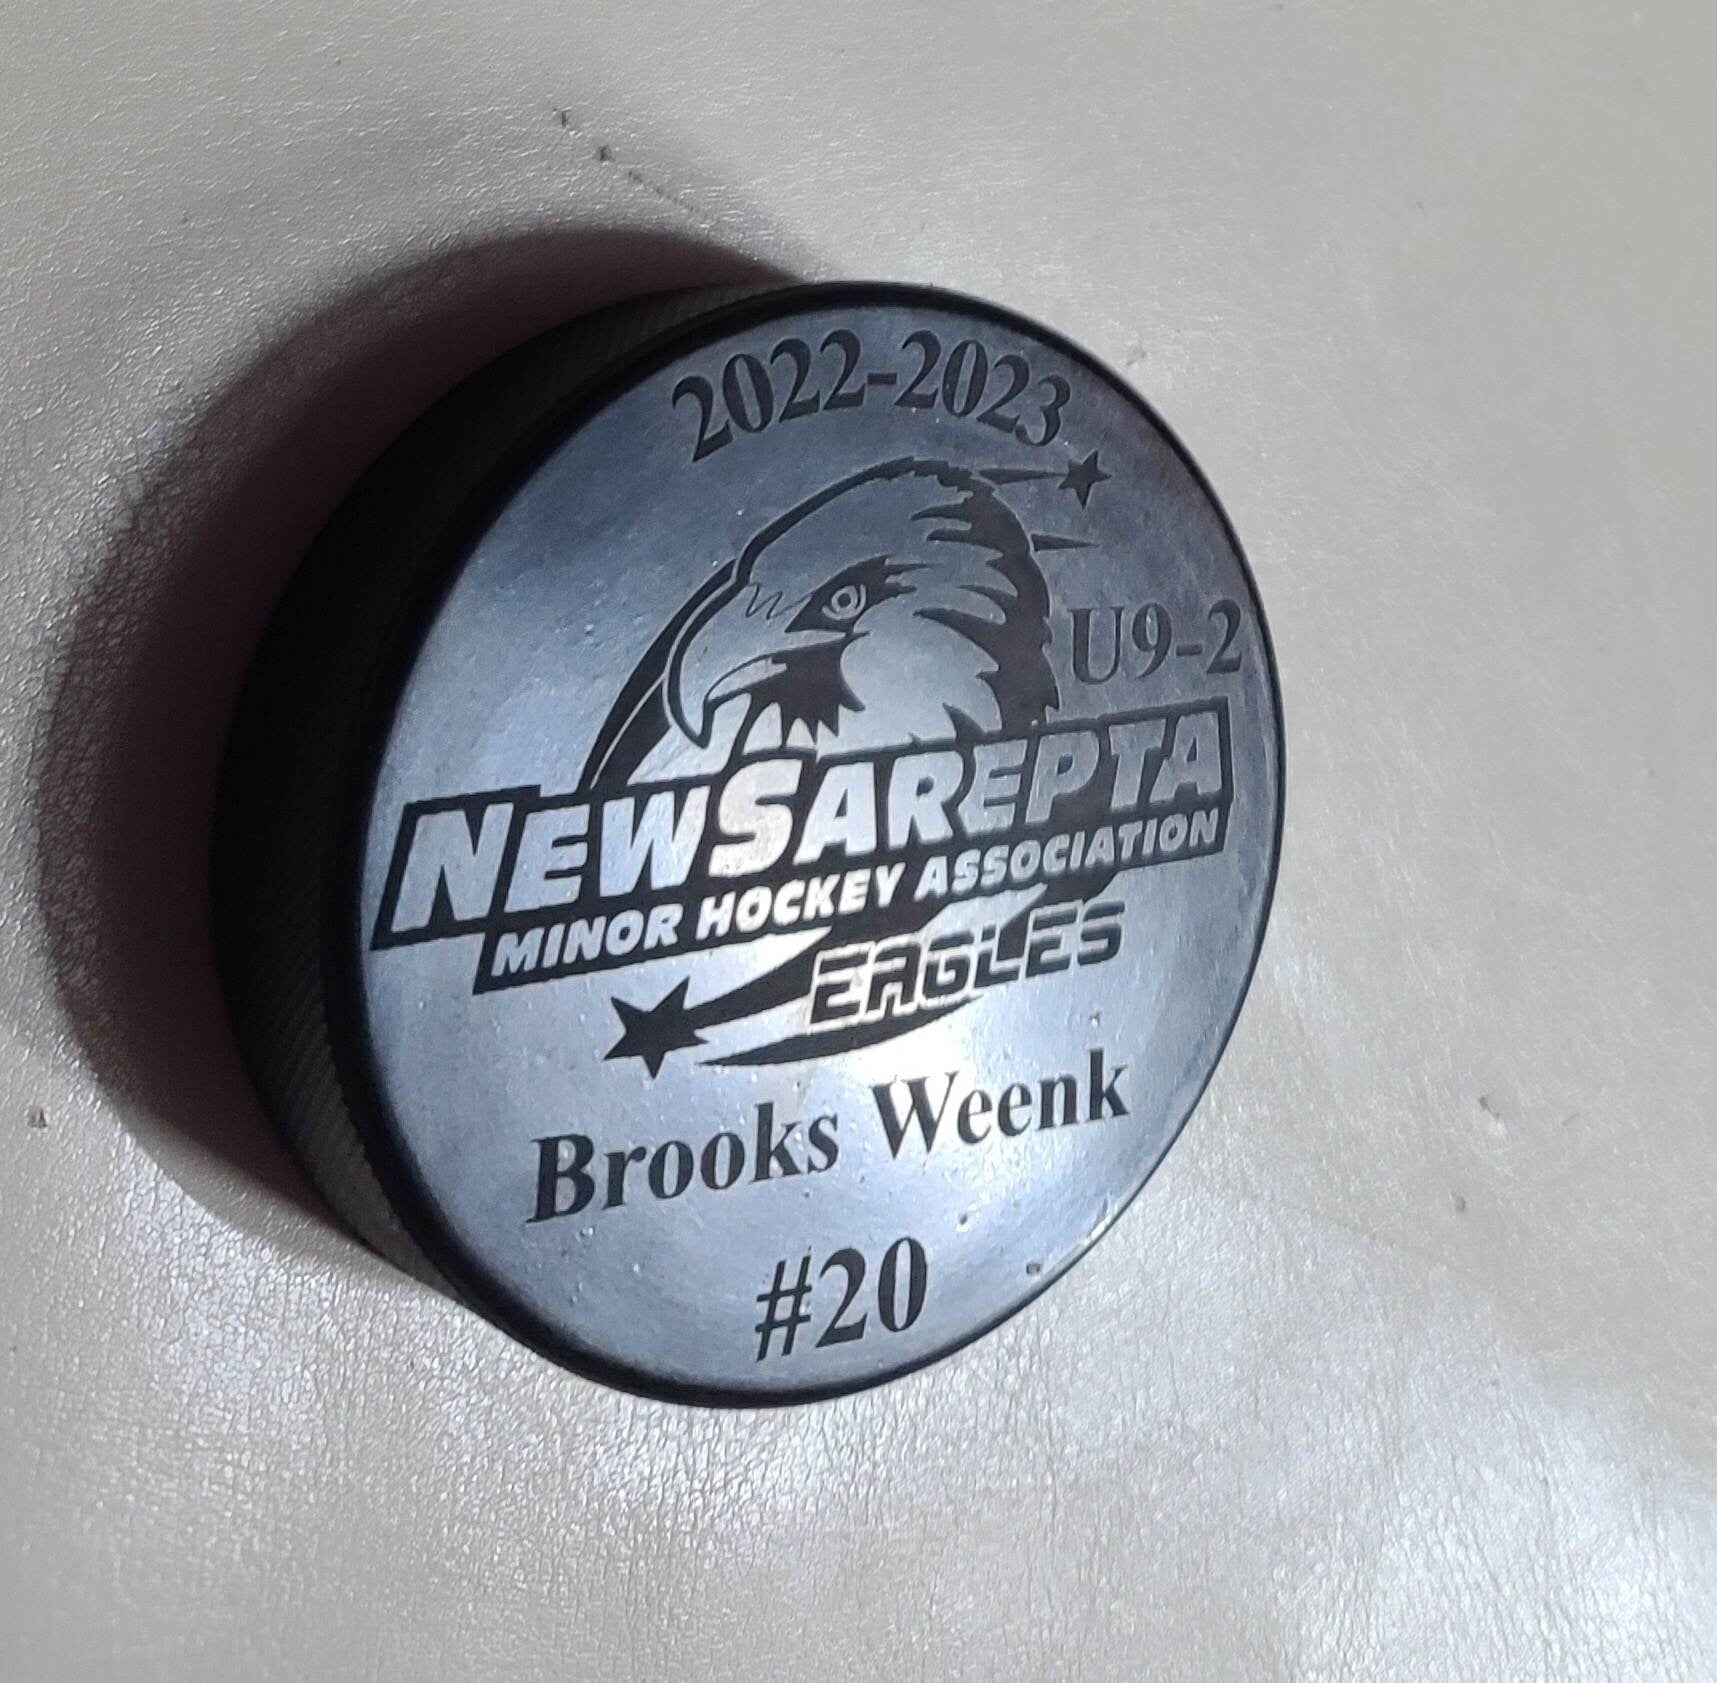 2022-2023
U9-2
NEWSAREPTA
MINOR HOCKEY ASSOCIATION
EAGLES
Brooks Weenk
#20